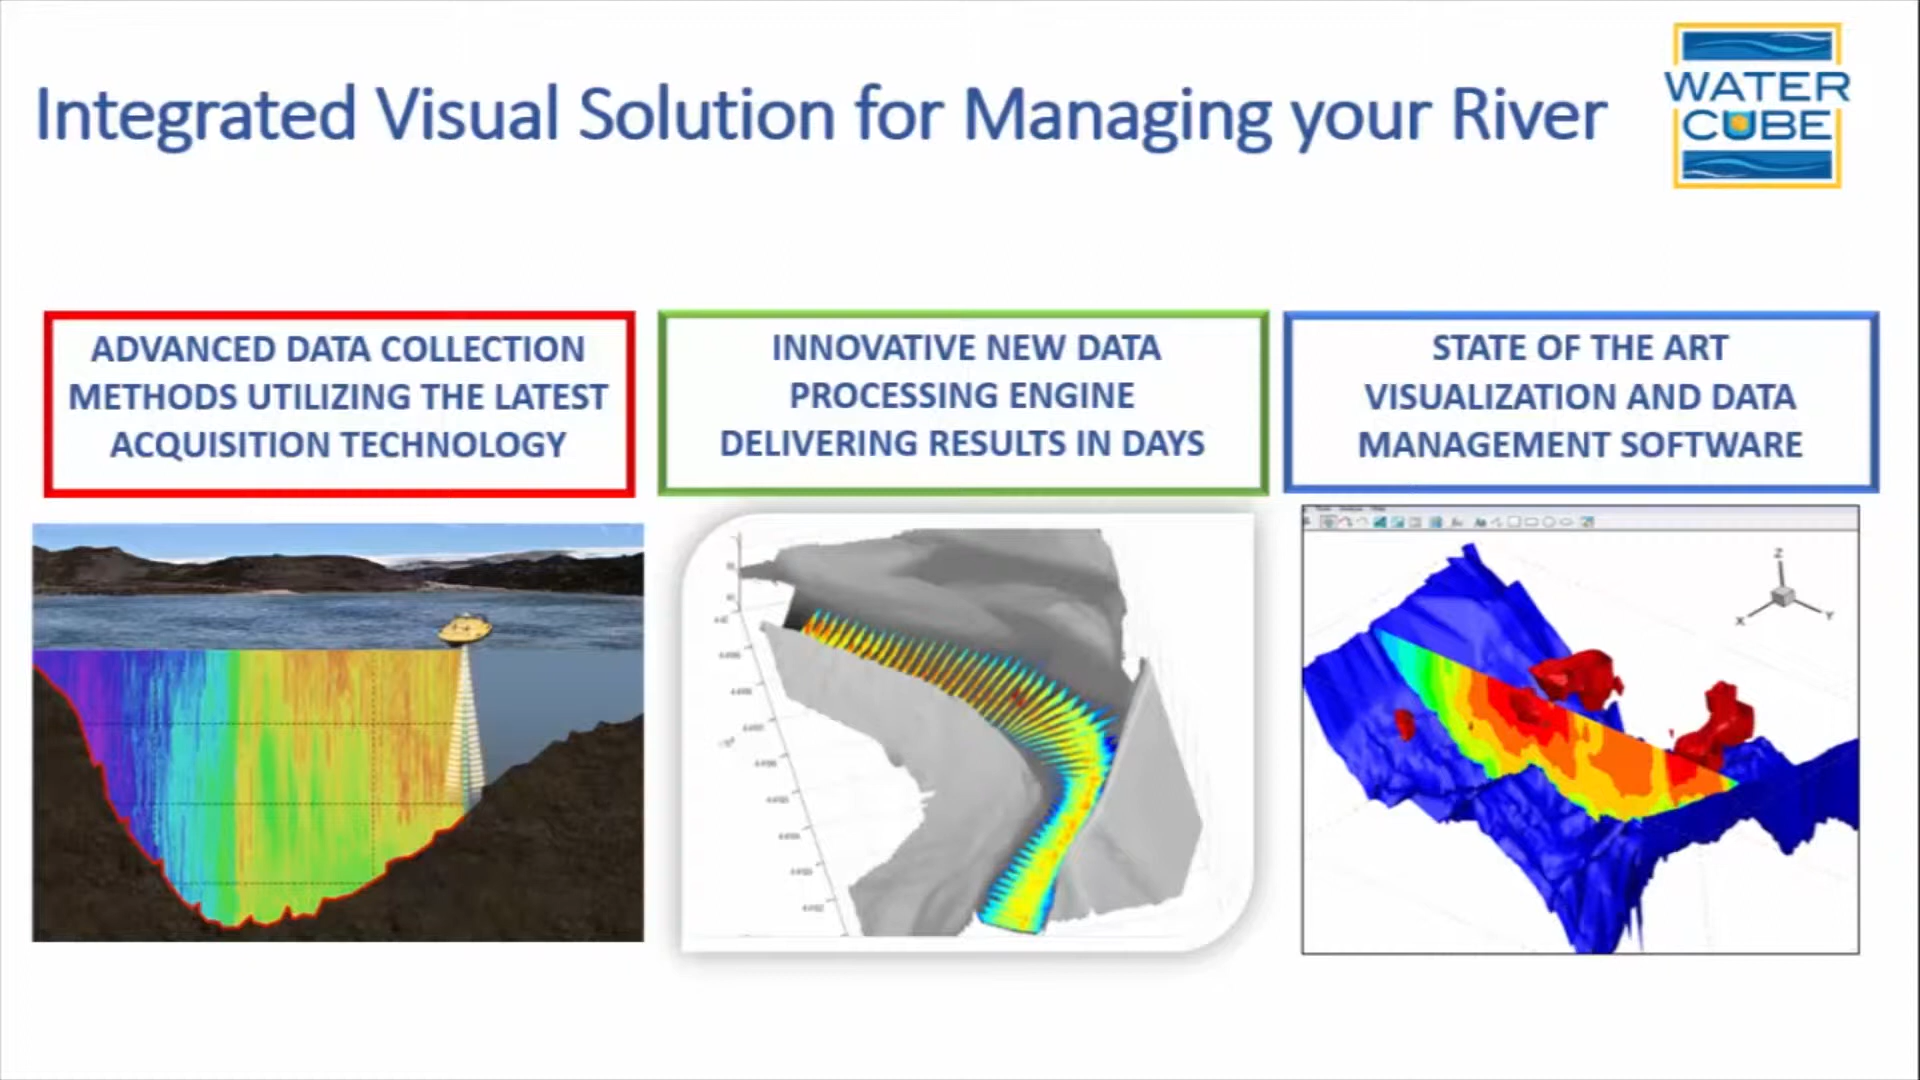 Integrated Visual Solution for Managing your River
WATER
CUBE
ADVANCED DATA COLLECTION
METHODS UTILIZING THE LATEST
ACQUISITION TECHNOLOGY
INNOVATIVE NEW DATA
PROCESSING ENGINE
DELIVERING RESULTS IN DAYS
STATE OF THE ART
VISUALIZATION AND DATA
MANAGEMENT SOFTWARE
Z
X
Y